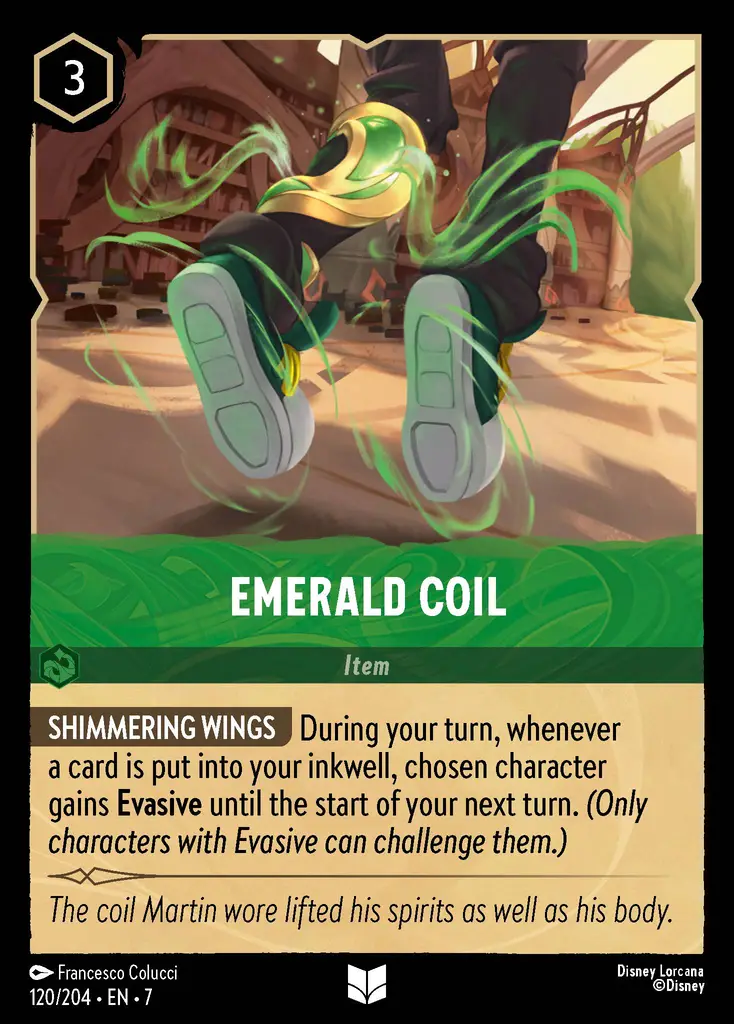 3
EMERALD COIL
Item
SHIMMERING WINGS During your turn, whenever
a card is put into your inkwell, chosen character
gains Evasive until the start of your next turn. (Only
characters with Evasive can challenge them.)
The coil Martin wore lifted his spirits as well as his body.
Francesco Colucci
120/204 • EN • 7
Disney Lorcana
©Disney